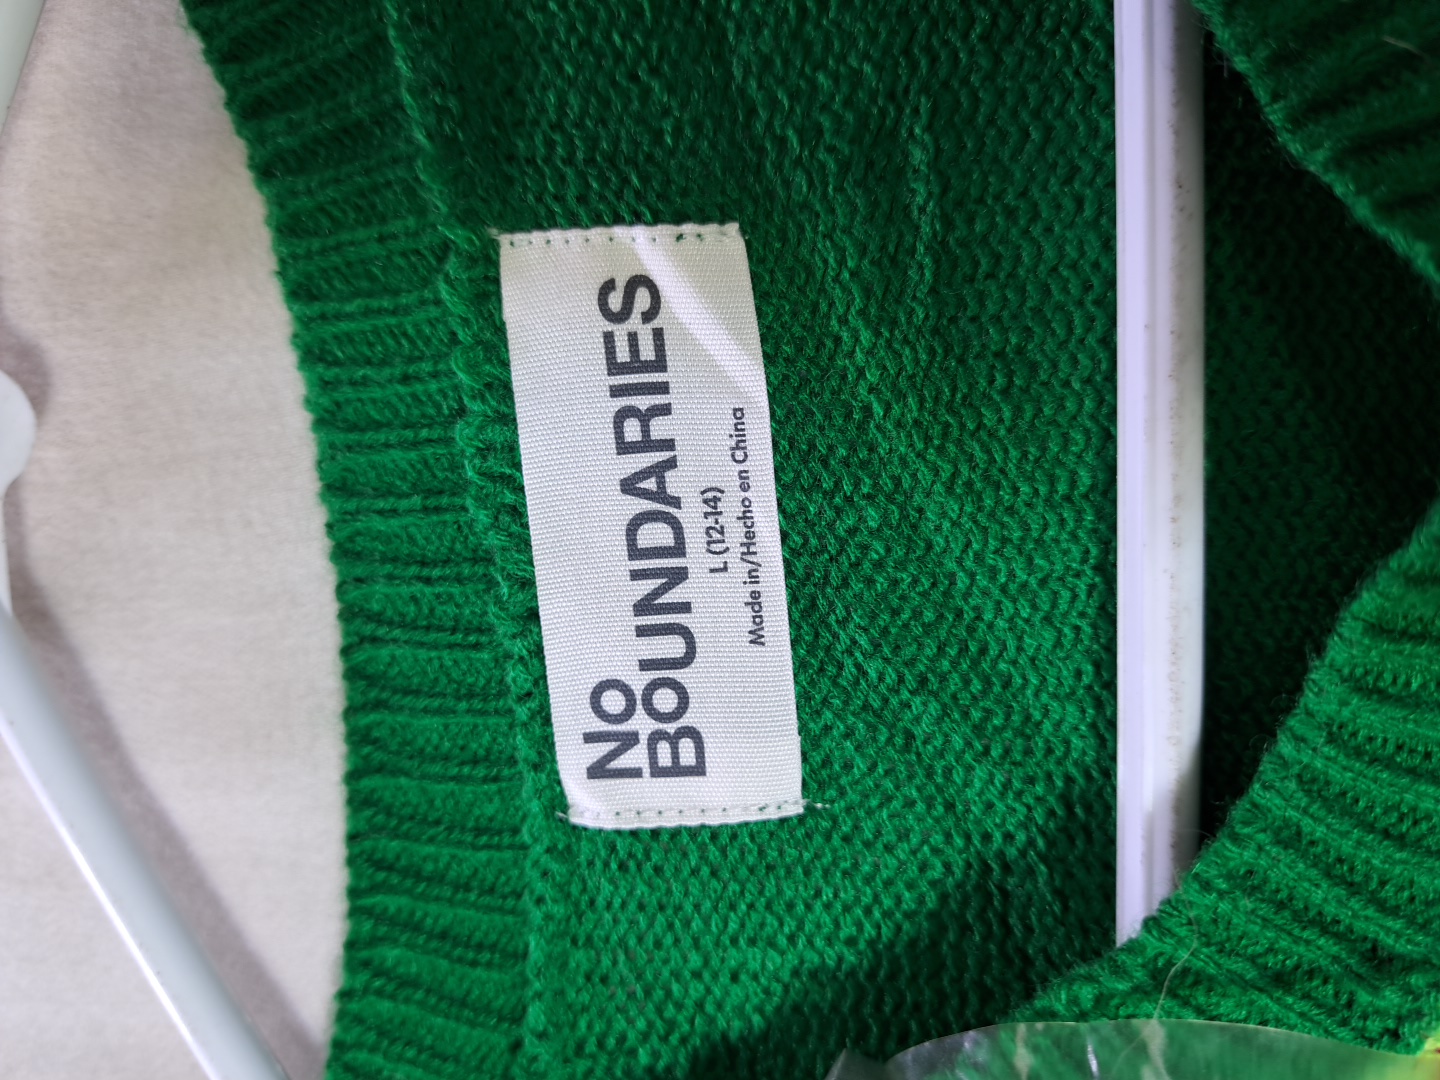 NO
BOUNDARIES
L (12-14)
Made in/Hecho en China